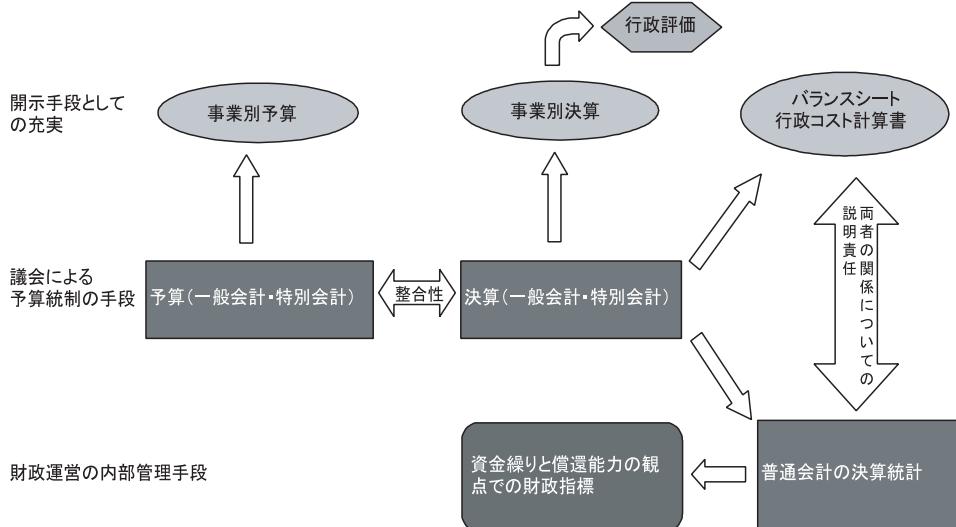 行政評価
開示手段として
の充実
事業別予算
事業別決算
バランスシート
行政コスト計算書
両者の関係についての
説明責任
議会による
予算統制の手段
予算（一般会計・特別会計）
整合性
決算（一般会計・特別会計）
財政運営の内部管理手段
資金繰りと償還能力の観
点での財政指標
普通会計の決算統計